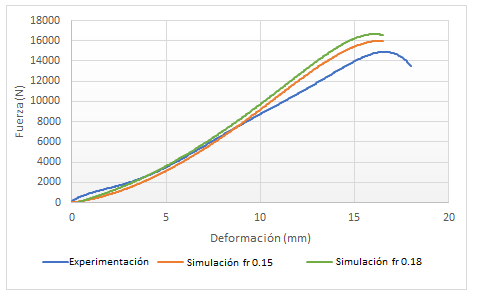 20000
18000
16000
14000
12000
10000
8000
6000
4000
2000
0
Fuerza (N)
0 5 10 15 20
Deformación (mm)
Experimentación Simulación fr 0.15 Simulación fr 0.18